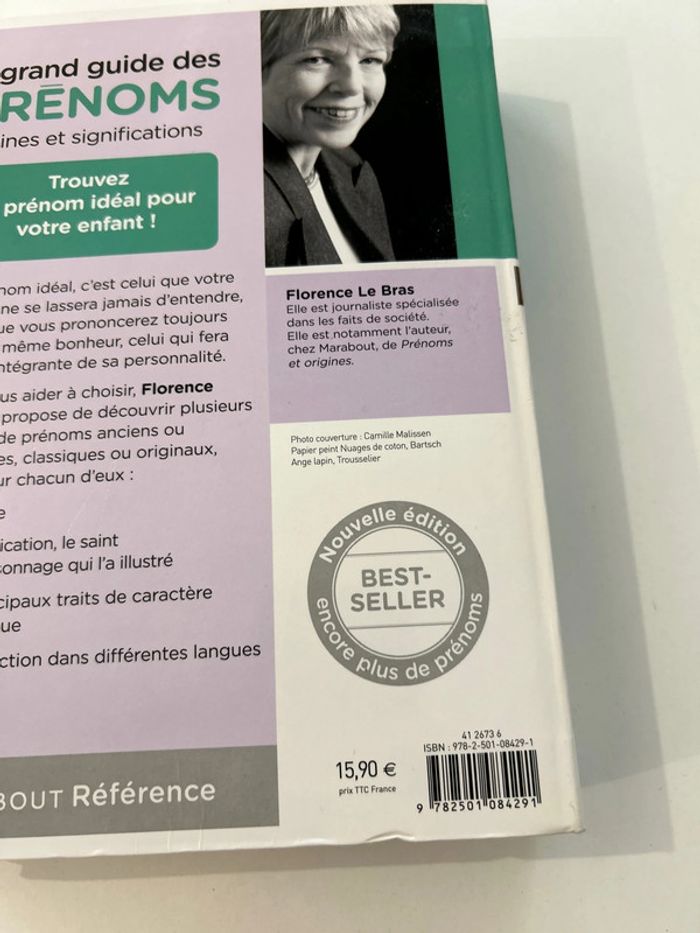 grand guide des
RÉNOMS
ines et significations
Trouvez
prénom idéal pour
votre enfant !
nom idéal, c'est celui que votre
ne se lassera jamais d'entendre,
ue vous prononcerez toujours
même bonheur, celui qui fera
ntégrante de sa personnalité.
us aider à choisir, Florence
propose de découvrir plusieurs
de prénoms anciens ou
es, classiques ou originaux,
ur chacun d'eux :
e
ication, le saint
onnage qui l'a illustré
cipaux traits de caractère
ue
ction dans différentes langues
BOUT Référence
Florence Le Bras
Elle est journaliste spécialisée
dans les faits de société.
Elle est notamment l'auteur,
chez Marabout, de Prénoms
et origines.
Photo couverture : Camille Malissen
Papier peint Nuages de coton, Bartsch
Ange lapin, Trousselier
Nouvelle édition
BEST-
SELLER
encore plus de prénoms
15,90 €
prix TTC France
41 2673 6
ISBN : 978-2-501-08429-1
9 782501 084291